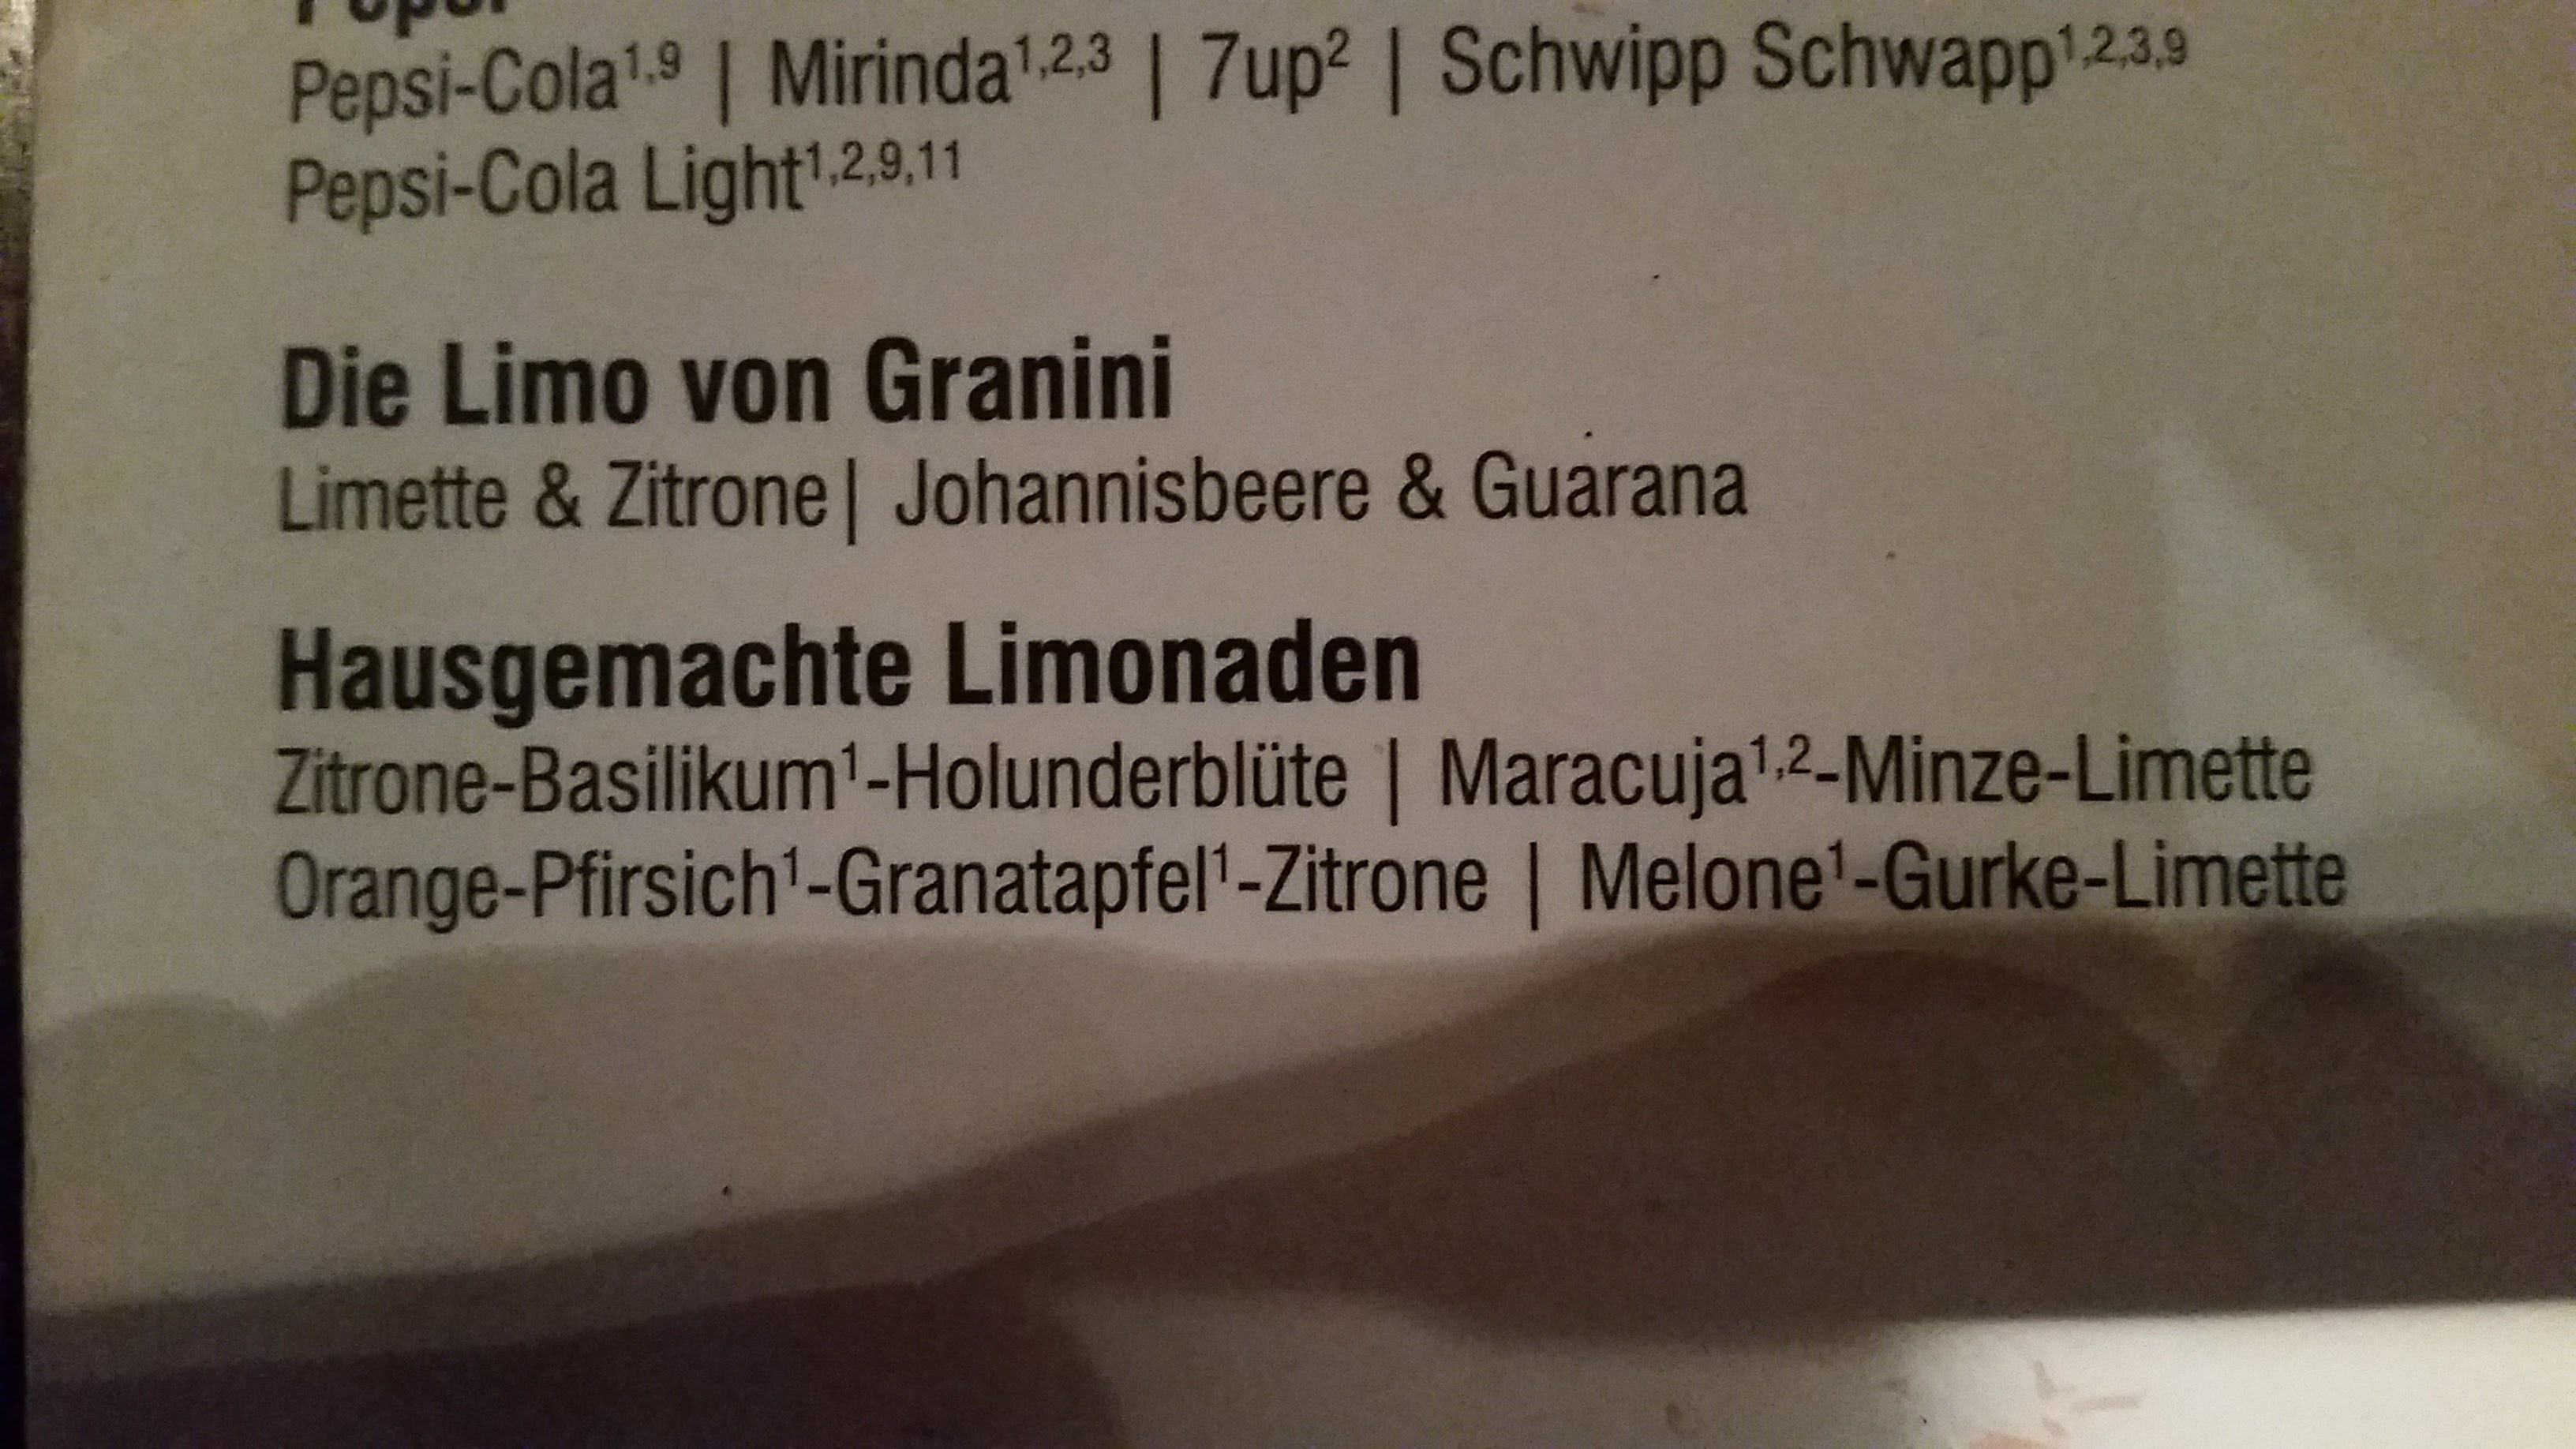 Pepsi
Pepsi-Cola¹,⁹ | Mirinda¹,²,³ | 7up² | Schwipp Schwapp¹,²,³,⁹
Pepsi-Cola Light¹,²,⁹,¹¹
Die Limo von Granini
Limette & Zitrone| Johannisbeere & Guarana
Hausgemachte Limonaden
Zitrone-Basilikum¹-Holunderblüte | Maracuja¹,²-Minze-Limette
Orange-Pfirsich¹-Granatapfel¹-Zitrone | Melone¹-Gurke-Limette